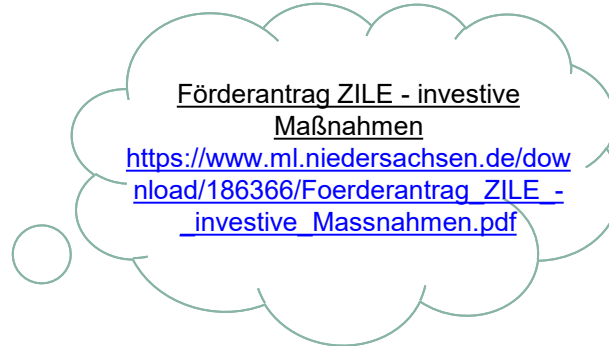 Förderantrag ZILE - investive
Maßnahmen
https://www.ml.niedersachsen.de/dow
nload/186366/Foerderantrag_ZILE_-
_investive_Massnahmen.pdf